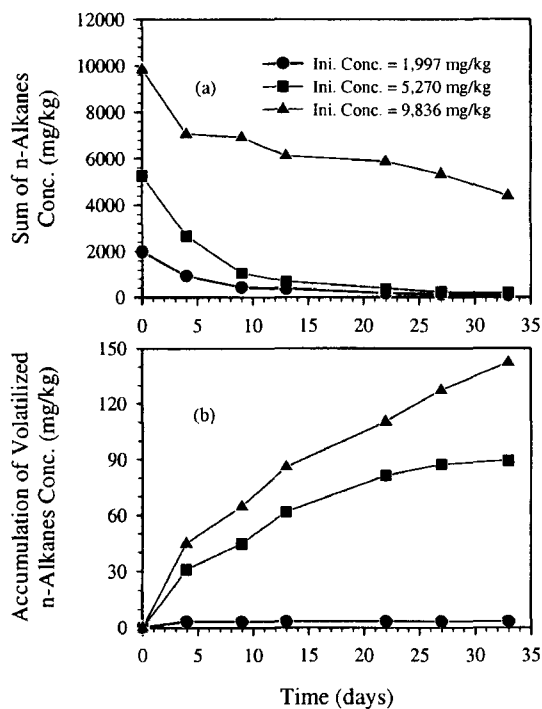 12000
10000
8000
6000
4000
2000
0
Sum of n-Alkanes
Conc. (mg/kg)
(a)
Ini. Conc. = 1,997 mg/kg
Ini. Conc. = 5,270 mg/kg
Ini. Conc. = 9,836 mg/kg
0 5 10 15 20 25 30 35
150
120
90
60
30
0
Accumulation of Volatilized
n-Alkanes Conc. (mg/kg)
(b)
0 5 10 15 20 25 30 35
Time (days)